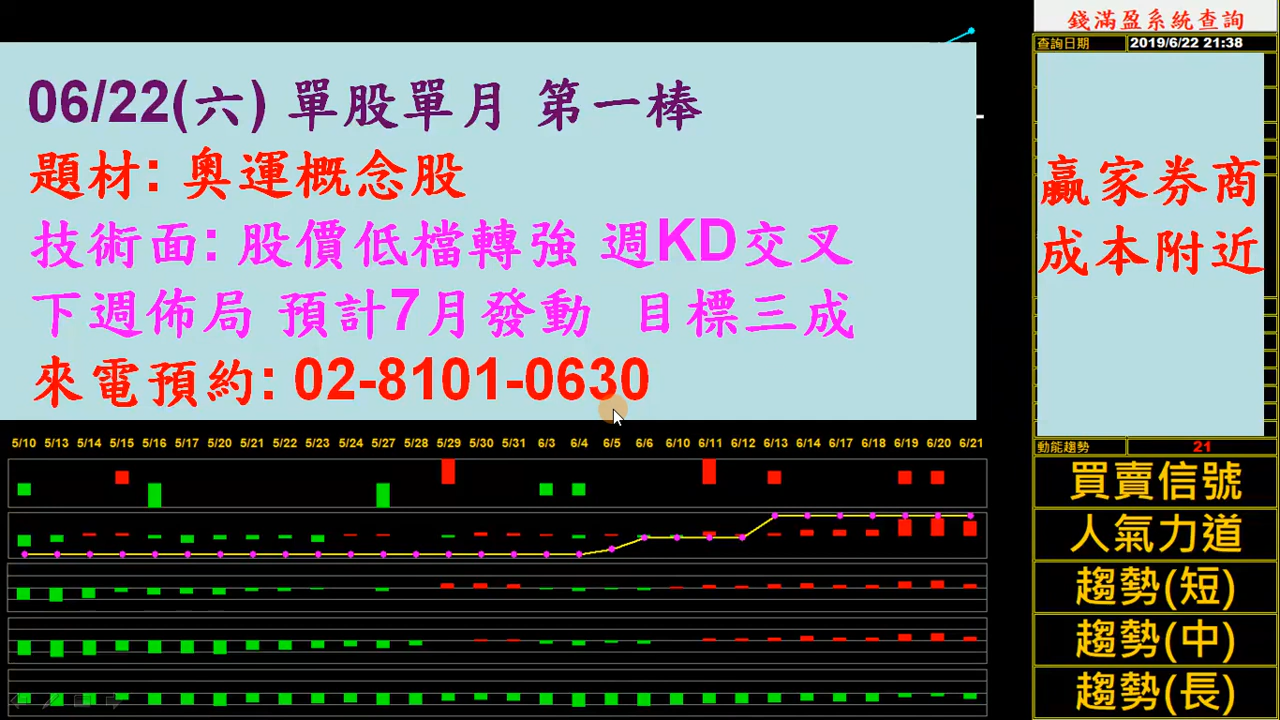 錢滿盈系統查詢
查詢日期 2019/6/22 21:38
06/22(六) 單股單月 第一棒
題材: 奧運概念股
技術面: 股價低檔轉強 週KD交叉
下週佈局 預計7月發動 目標三成
來電預約: 02-8101-0630
贏家券商
成本附近
5/10 5/13 5/14 5/15 5/16 5/17 5/20 5/21 5/22 5/23 5/24 5/27 5/28 5/29 5/30 5/31 6/3 6/4 6/5 6/6 6/10 6/11 6/12 6/13 6/14 6/17 6/18 6/19 6/20 6/21
動能趨勢 21
買賣信號
人氣力道
趨勢(短)
趨勢(中)
趨勢(長)